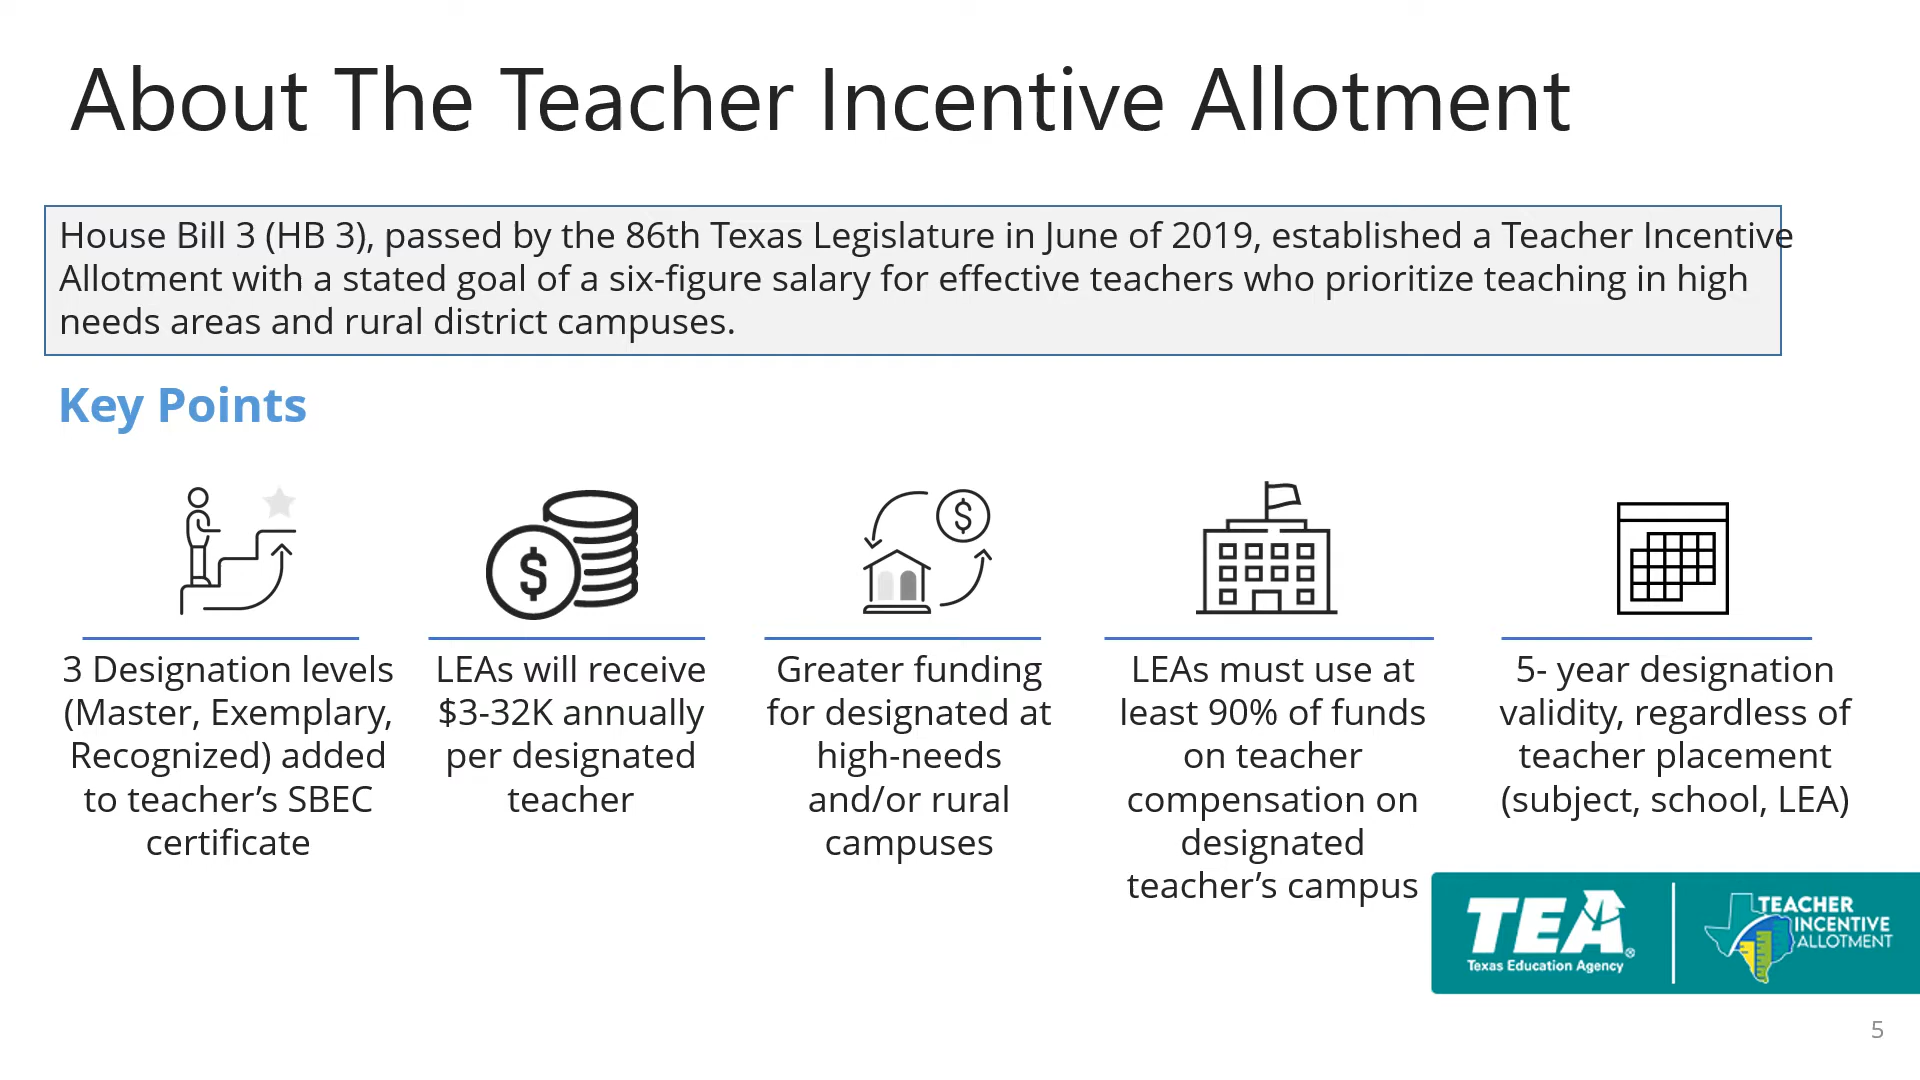 About The Teacher Incentive Allotment
House Bill 3 (HB 3), passed by the 86th Texas Legislature in June of 2019, established a Teacher Incentive
Allotment with a stated goal of a six-figure salary for effective teachers who prioritize teaching in high
needs areas and rural district campuses.
Key Points
$
$
3 Designation levels
(Master, Exemplary,
Recognized) added
to teacher’s SBEC
certificate
LEAs will receive
$3-32K annually
per designated
teacher
Greater funding
for designated at
high-needs
and/or rural
campuses
LEAs must use at
least 90% of funds
on teacher
compensation on
designated
teacher’s campus
5- year designation
validity, regardless of
teacher placement
(subject, school, LEA)
TEA®
Texas Education Agency
TEACHER
INCENTIVE
ALLOTMENT
5